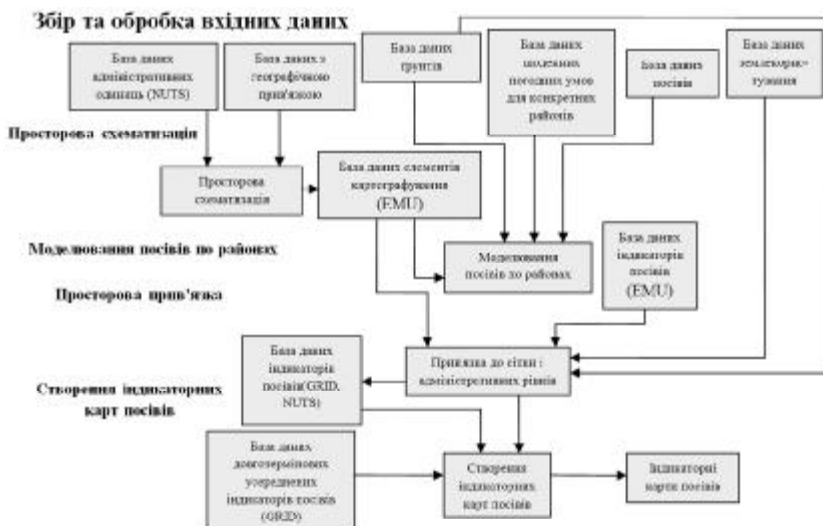 Збір та обробка вхідних даних
База даних
адміністративних
одиниць (NUTS)
База даних з
географічною
прив'язкою
База даних
ґрунтів
База даних
щоденних
погодних умов
для конкретних
районів
База даних
посівів
База даних
землекорис-
тування
Просторова схематизація
Просторова
схематизація
База даних елементів
картографування
(EMU)
Моделювання посівів по районах
Моделювання
посівів по районах
База даних
індикаторів
посівів
(EMU)
Просторова прив'язка
База даних
індикаторів
посівів(GRID,
NUTS)
Прив'язка до сітки і
адміністративних рівнів
Створення індикаторних
карт посівів
База даних
довготермінових
усереднених
індикаторів посівів
(GRID)
Створення
індикаторних
карт посівів
Індикаторні
карти посівів